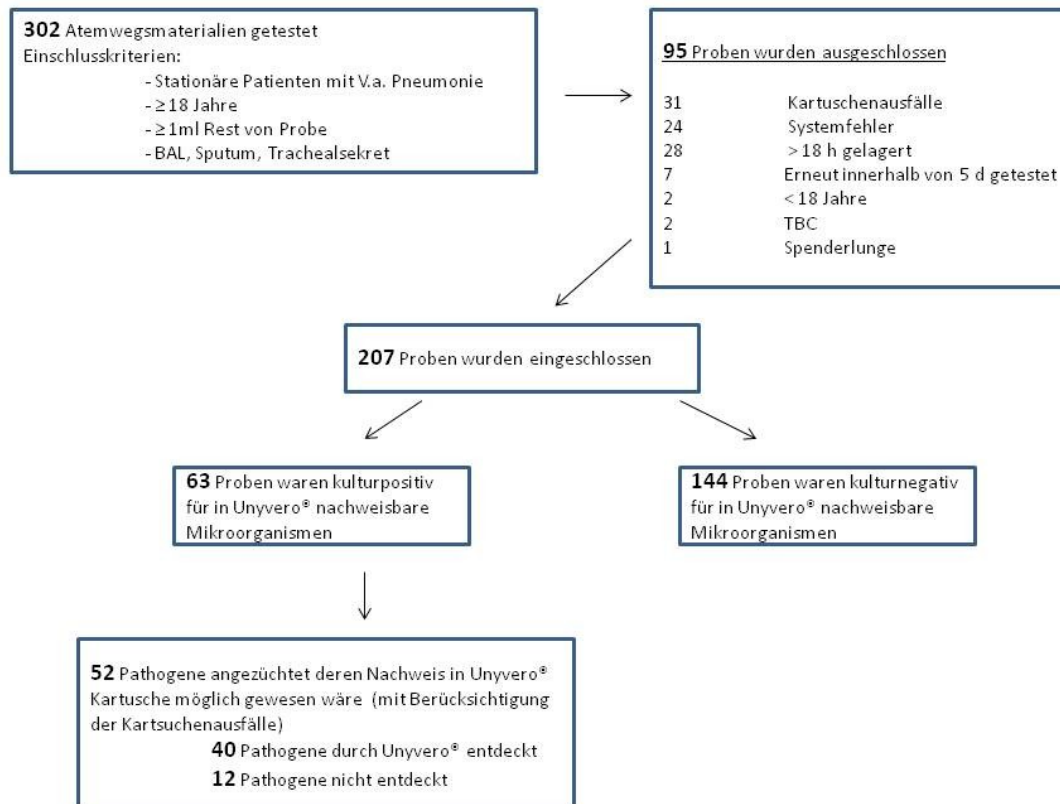 302 Atemwegsmaterialien getestet
Einschlusskriterien:
- Stationäre Patienten mit V.a. Pneumonie
- ≥18 Jahre
- ≥1ml Rest von Probe
- BAL, Sputum, Trachealsekret
95 Proben wurden ausgeschlossen
31 Kartuschenausfälle
24 Systemfehler
28 >18 h gelagert
7 Erneut innerhalb von 5 d getestet
2 <18 Jahre
2 TBC
1 Spenderlunge
207 Proben wurden eingeschlossen
63 Proben waren kulturpositiv
für in Unyvero® nachweisbare
Mikroorganismen
144 Proben waren kulturnegativ
für in Unyvero® nachweisbare
Mikroorganismen
52 Pathogene angezüchtet deren Nachweis in Unyvero®
Kartusche möglich gewesen wäre (mit Berücksichtigung
der Kartsuchenausfälle)
40 Pathogene durch Unyvero® entdeckt
12 Pathogene nicht entdeckt